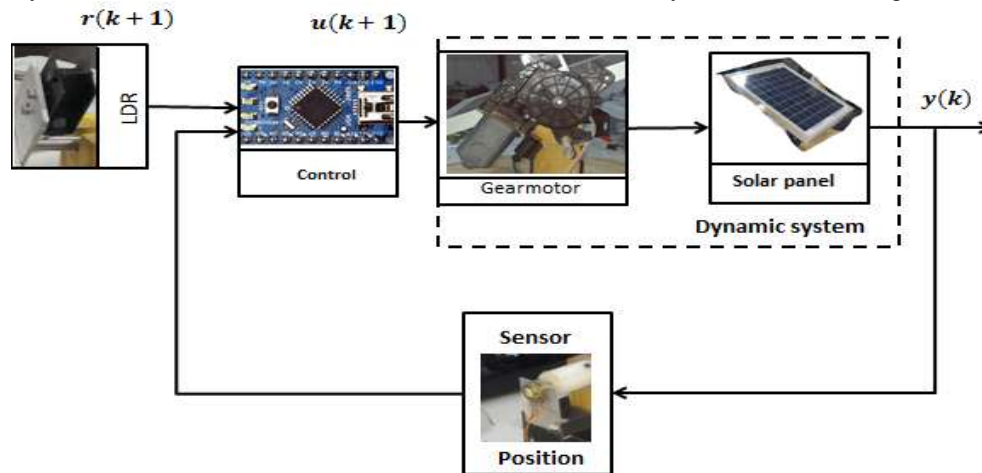 r(k + 1)
u(k + 1)
LDR
Control
Gearmotor
Solar panel
y(k)
Dynamic system
Sensor
Position